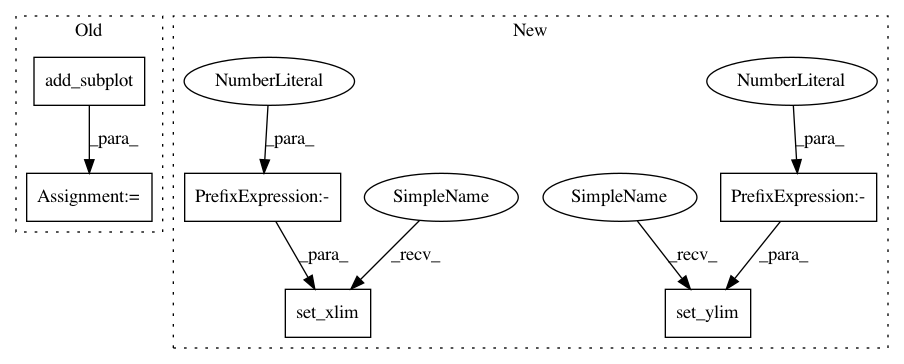 Old
New
add_subplot
NumberLiteral
NumberLiteral
_para_
_para_
_para_
Assignment:=
PrefixExpression:-
SimpleName
SimpleName
PrefixExpression:-
_para_
_recv_
_recv_
_para_
set_xlim
set_ylim